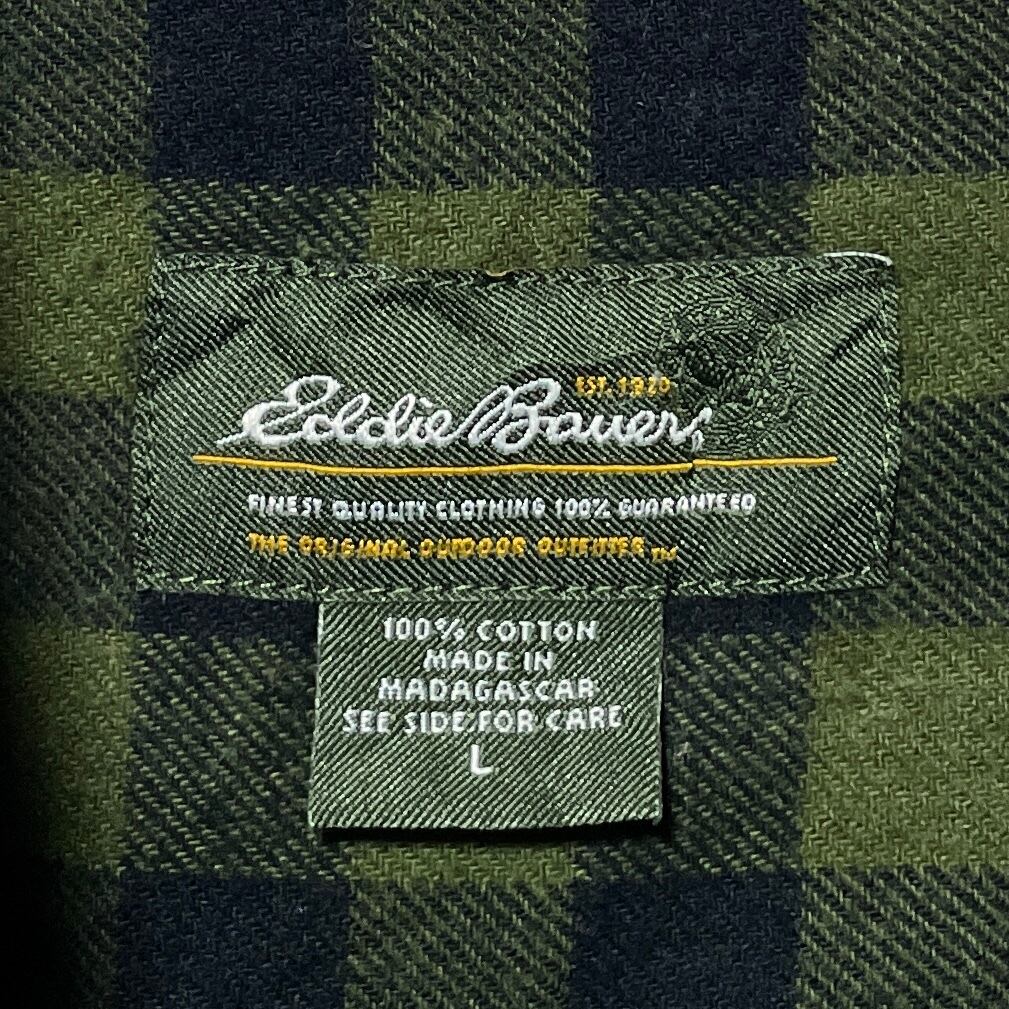 EST. 1920
Eddie Bauer
FINEST QUALITY CLOTHING 100% GUARANTEED
THE ORIGINAL OUTDOOR OUTFITTER TM
100% COTTON
MADE IN
MADAGASCAR
SEE SIDE FOR CARE
L